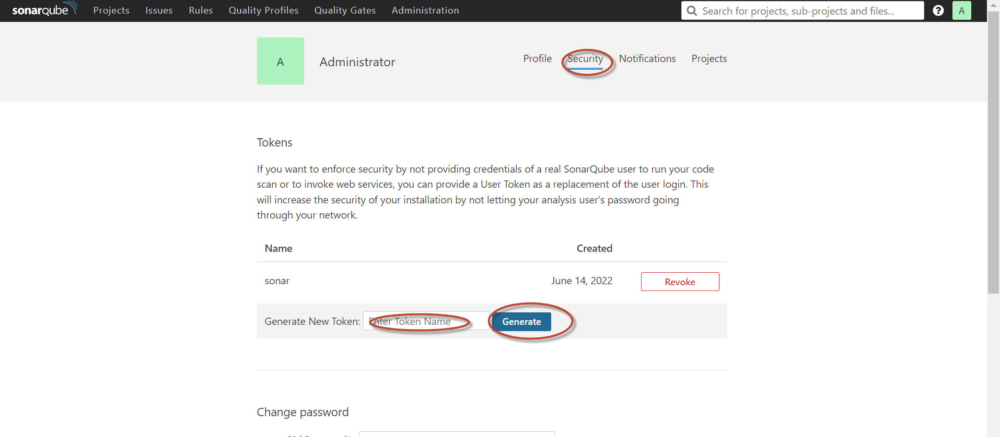 sonarqube Projects Issues Rules Quality Profiles Quality Gates Administration Search for projects, sub-projects and files... ? A
A Administrator Profile Security Notifications Projects
Tokens
If you want to enforce security by not providing credentials of a real SonarQube user to run your code
scan or to invoke web services, you can provide a User Token as a replacement of the user login. This
will increase the security of your installation by not letting your analysis user's password going
through your network.
Name Created
sonar June 14, 2022 Revoke
Generate New Token: Enter Token Name Generate
Change password